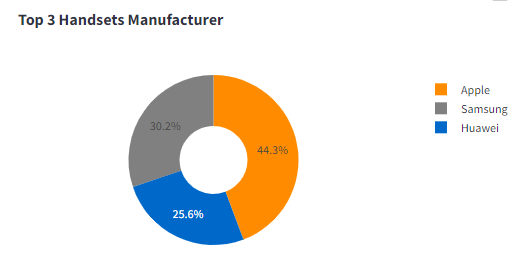 Top 3 Handsets Manufacturer
Apple
Samsung
Huawei
30.2%
44.3%
25.6%